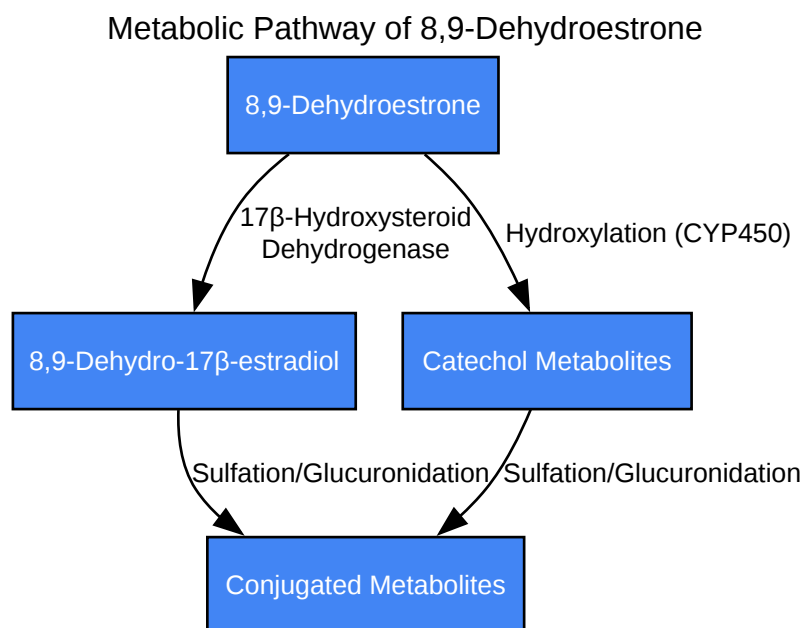 Metabolic Pathway of 8,9-Dehydroestrone
8,9-Dehydroestrone
17β-Hydroxysteroid
Dehydrogenase
Hydroxylation (CYP450)
8,9-Dehydro-17β-estradiol
Catechol Metabolites
Sulfation/Glucuronidation
Sulfation/Glucuronidation
Conjugated Metabolites